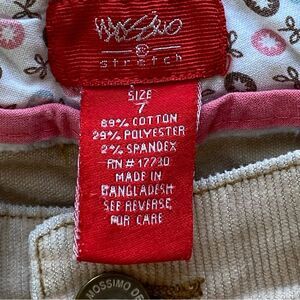 MOSSIMO
stretch
SIZE
7
69% COTTON
29% POLYESTER
2% SPANDEX
RN# 17730
MADE IN
BANGLADESH
SEE REVERSE
FOR CARE
MOSSIMO